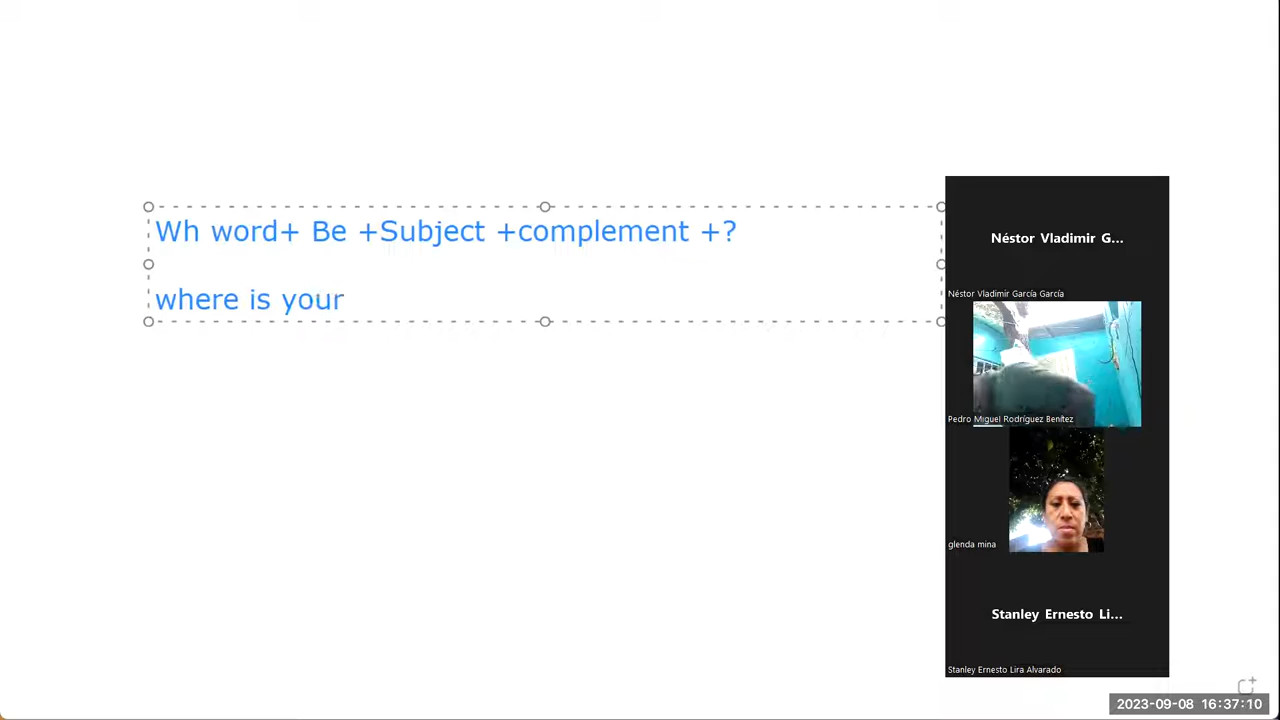 Wh word+ Be +Subject +complement +?
where is your
Néstor Vladimir G...
Néstor Vladimir García García
Pedro Miguel Rodríguez Benítez
glenda mina
Stanley Ernesto Li...
Stanley Ernesto Lira Alvarado
2023-09-08 16:37:10